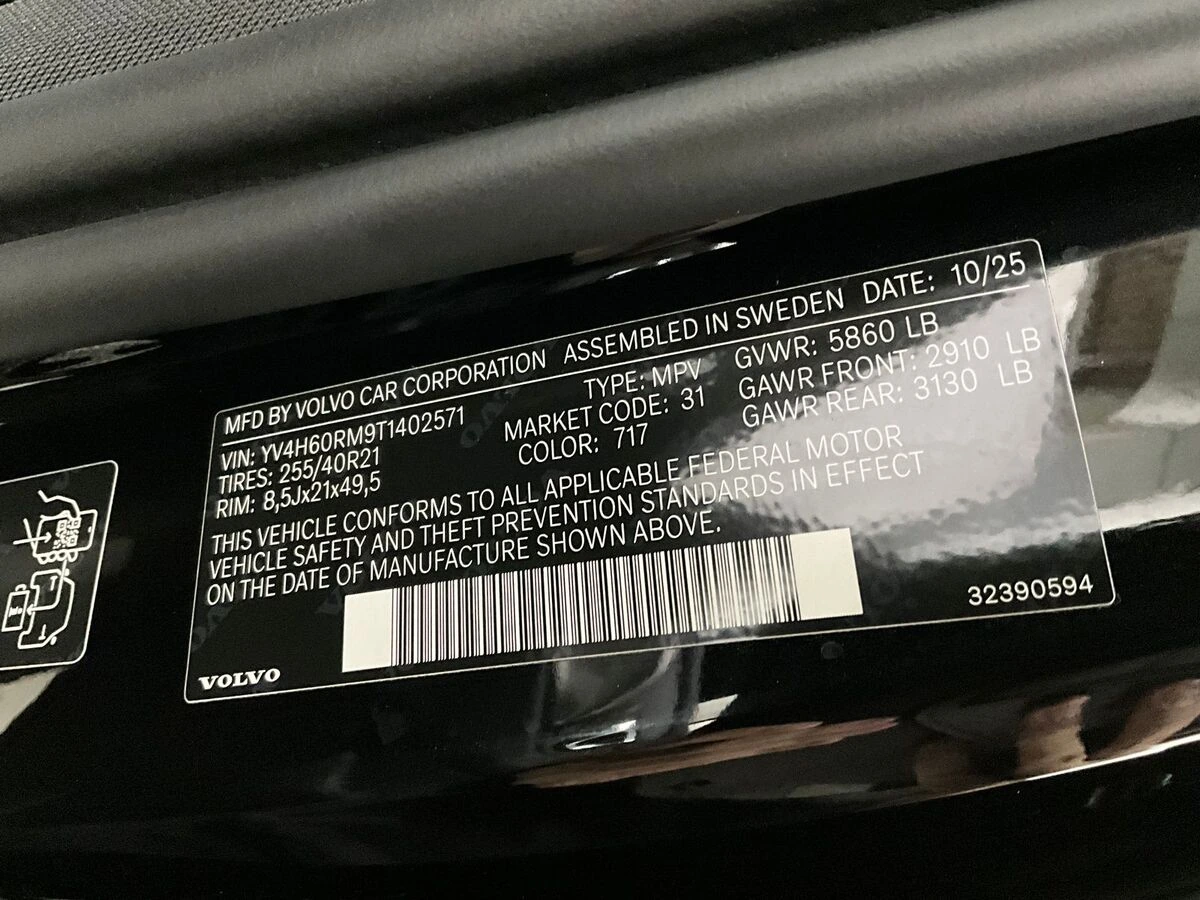 MFD BY VOLVO CAR CORPORATION ASSEMBLED IN SWEDEN DATE: 10/25
VIN: YV4H60RM9T1402571 TYPE: MPV GVWR: 5860 LB
TIRES: 255/40R21 MARKET CODE: 31 GAWR FRONT: 2910 LB
RIM: 8,5Jx21x49,5 COLOR: 717 GAWR REAR: 3130 LB
THIS VEHICLE CONFORMS TO ALL APPLICABLE FEDERAL MOTOR
VEHICLE SAFETY AND THEFT PREVENTION STANDARDS IN EFFECT
ON THE DATE OF MANUFACTURE SHOWN ABOVE.
VOLVO 32390594